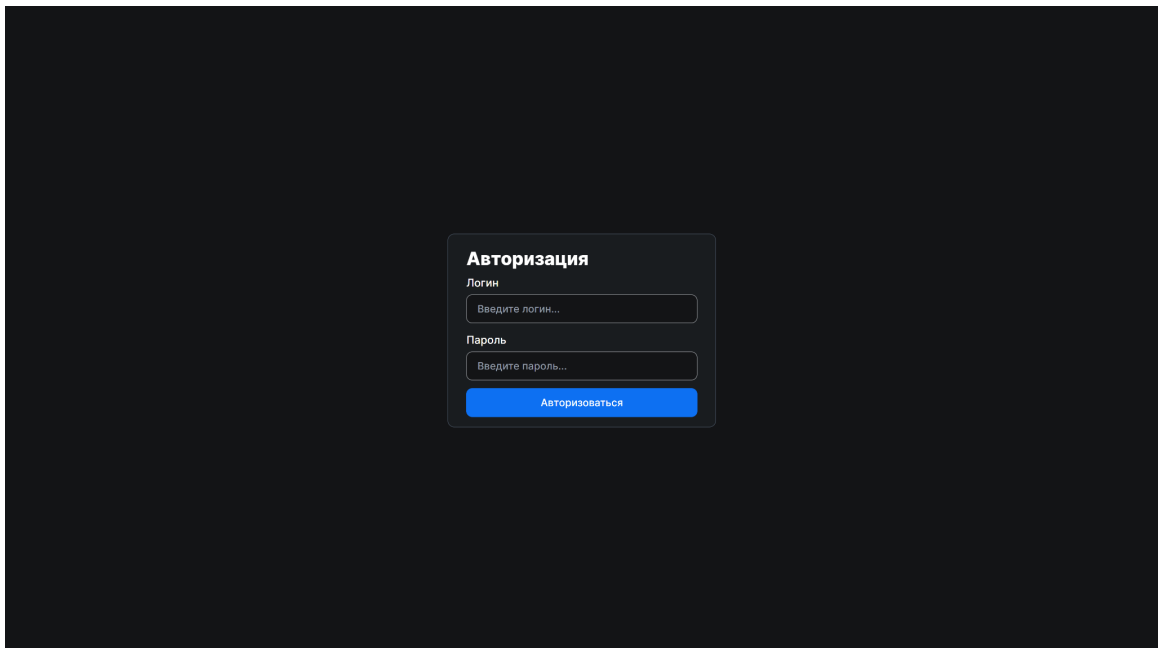 Авторизация
Логин
Введите логин...
Пароль
Введите пароль...
Авторизоваться